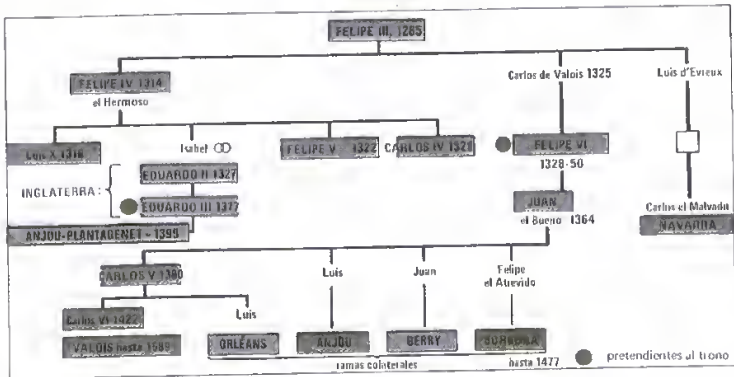 FELIPE III, 1285
FELIPE IV 1314
el Hermoso
Carlos de Valois 1325
Luis d'Evreux
Luis X 1316
Isabel
FELIPE V 1322
CARLOS IV 1328
FELIPE VI
1328-50
INGLATERRA:
EDUARDO II 1327
EDUARDO III 1377
ANJOU-PLANTAGENET - 1399
JUAN
el Bueno 1364
Carlos el Malvado
NAVARRA
CARLOS V 1380
Luis
Juan
Felipe
el Atrevido
Carlos VI 1422
Luis
VALOIS hasta 1589
ORLÉANS
ANJOU
BERRY
BORGOÑA
ramas colaterales
hasta 1477
pretendientes al trono